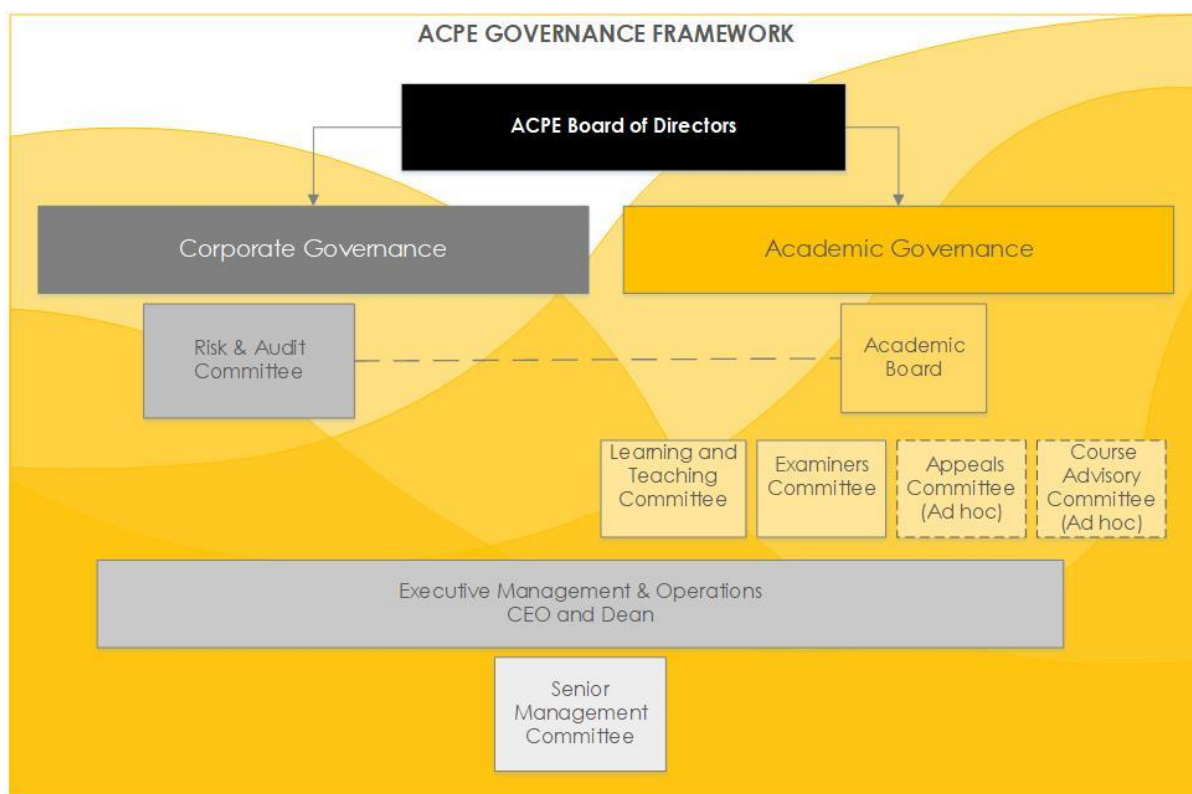 ACPE GOVERNANCE FRAMEWORK
ACPE Board of Directors
Corporate Governance
Academic Governance
Risk & Audit
Committee
Academic
Board
Learning and
Teaching
Committee
Examiners
Committee
Appeals
Committee
(Ad hoc)
Course
Advisory
Committee
(Ad hoc)
Executive Management & Operations
CEO and Dean
Senior
Management
Committee